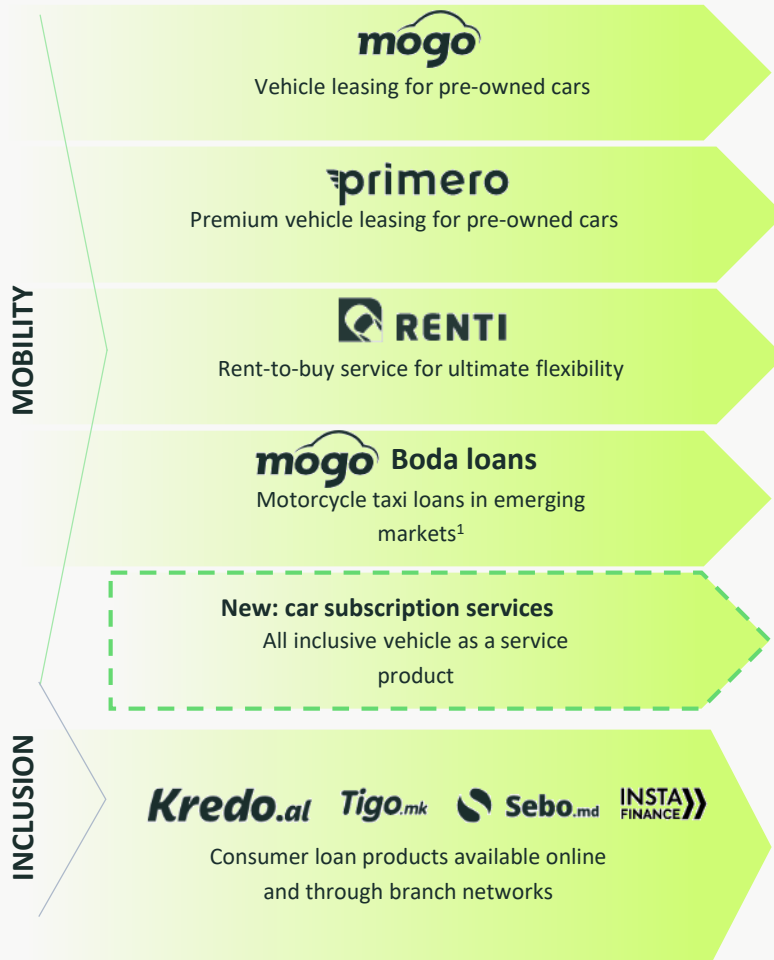 MOBILITY
mogo
Vehicle leasing for pre-owned cars
primero
Premium vehicle leasing for pre-owned cars
RENTI
Rent-to-buy service for ultimate flexibility
mogo Boda loans
Motorcycle taxi loans in emerging
markets¹
New: car subscription services
All inclusive vehicle as a service
product
INCLUSION
Kredo.al Tigo.mk Sebo.md INSTA
FINANCE
Consumer loan products available online
and through branch networks